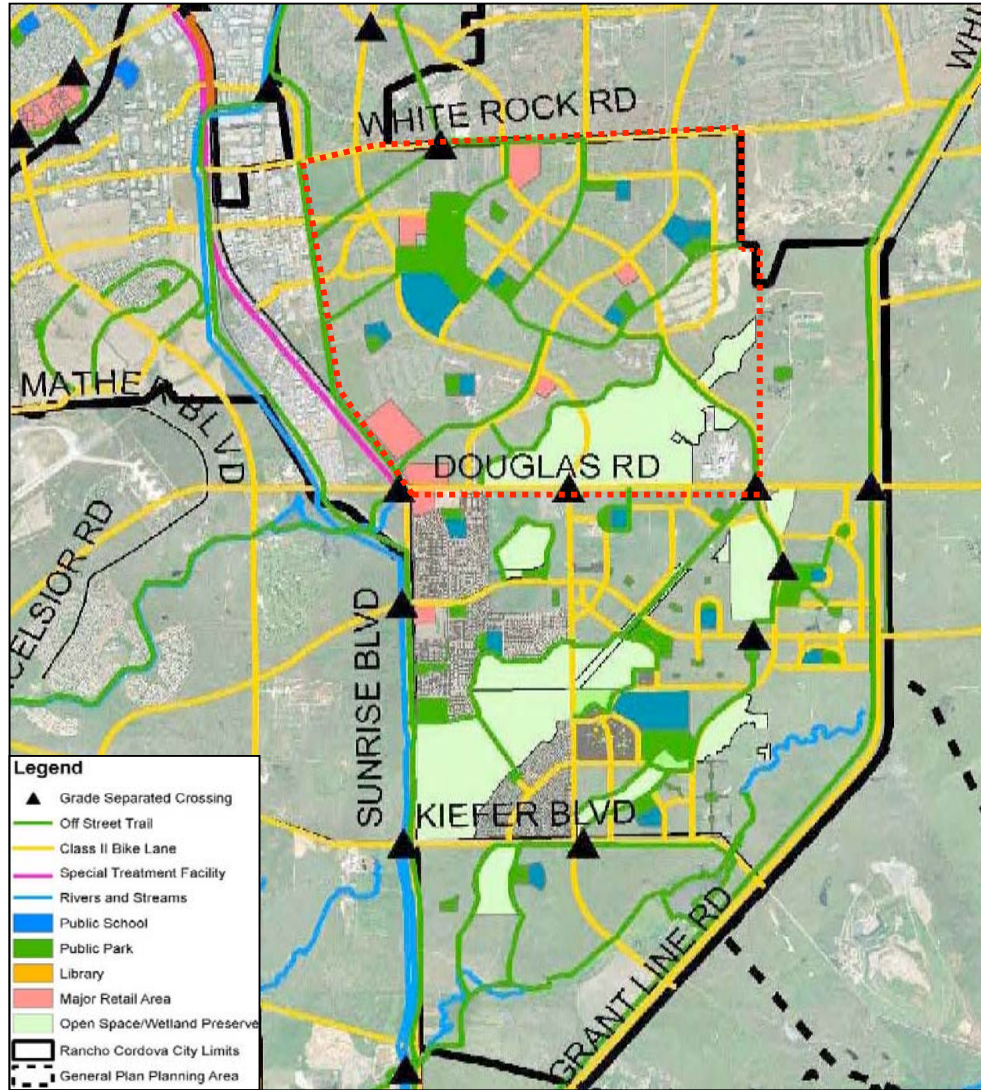 WHI
WHITE ROCK RD
MATHE R BLVD
DOUGLAS RD
CELSIOR RD
SUNRISE BLVD
KIEFER BLVD
GRANT LINE RD
Legend
Grade Separated Crossing
Off Street Trail
Class II Bike Lane
Special Treatment Facility
Rivers and Streams
Public School
Public Park
Library
Major Retail Area
Open Space/Wetland Preserve
Rancho Cordova City Limits
General Plan Planning Area